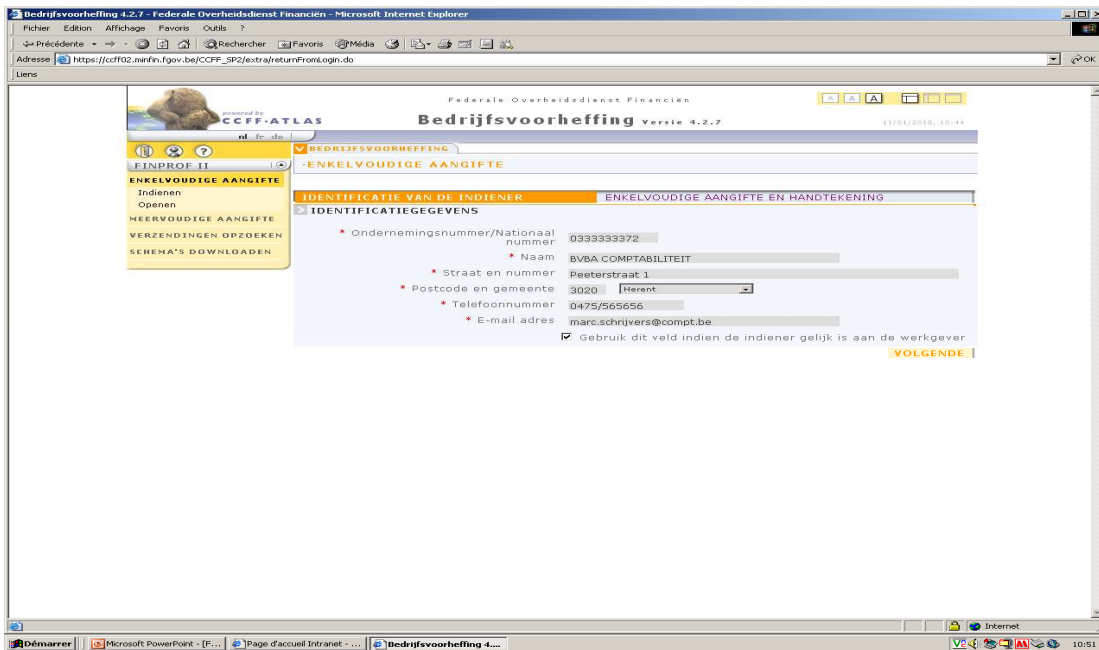 Bedrijfsvoorheffing 4.2.7 - Federale Overheidsdienst Financiën - Microsoft Internet Explorer
Fichier Edition Affichage Favoris Outils ?
Précédente Rechercher Favoris Média
Adresse https://ccff02.minfin.fgov.be/CCFF_SP2/extra/returnFromLogin.do OK
Liens
Federale Overheidsdienst Financiën A A A
powered by
CCFF-ATLAS Bedrijfsvoorheffing Versie 4.2.7 11/01/2010, 10:44
nl fr de
BEDRIJFSVOORHEFFING
FINPROF II -ENKELVOUDIGE AANGIFTE
ENKELVOUDIGE AANGIFTE
Indienen
Openen
MEERVOUDIGE AANGIFTE
VERZENDINGEN OPZOEKEN
SCHEMA'S DOWNLOADEN
IDENTIFICATIE VAN DE INDIENER ENKELVOUDIGE AANGIFTE EN HANDTEKENING
IDENTIFICATIEGEGEVENS
* Ondernemingsnummer/Nationaal
nummer 0333333372
* Naam BVBA COMPTABILITEIT
* Straat en nummer Peeterstraat 1
* Postcode en gemeente 3020 Herent
* Telefoonnummer 0475/565656
* E-mail adres marc.schrijvers@compt.be
Gebruik dit veld indien de indiener gelijk is aan de werkgever
VOLGENDE
Internet
Démarrer Microsoft PowerPoint - [F... Page d'accueil Intranet - ... Bedrijfsvoorheffing 4.... 10:51